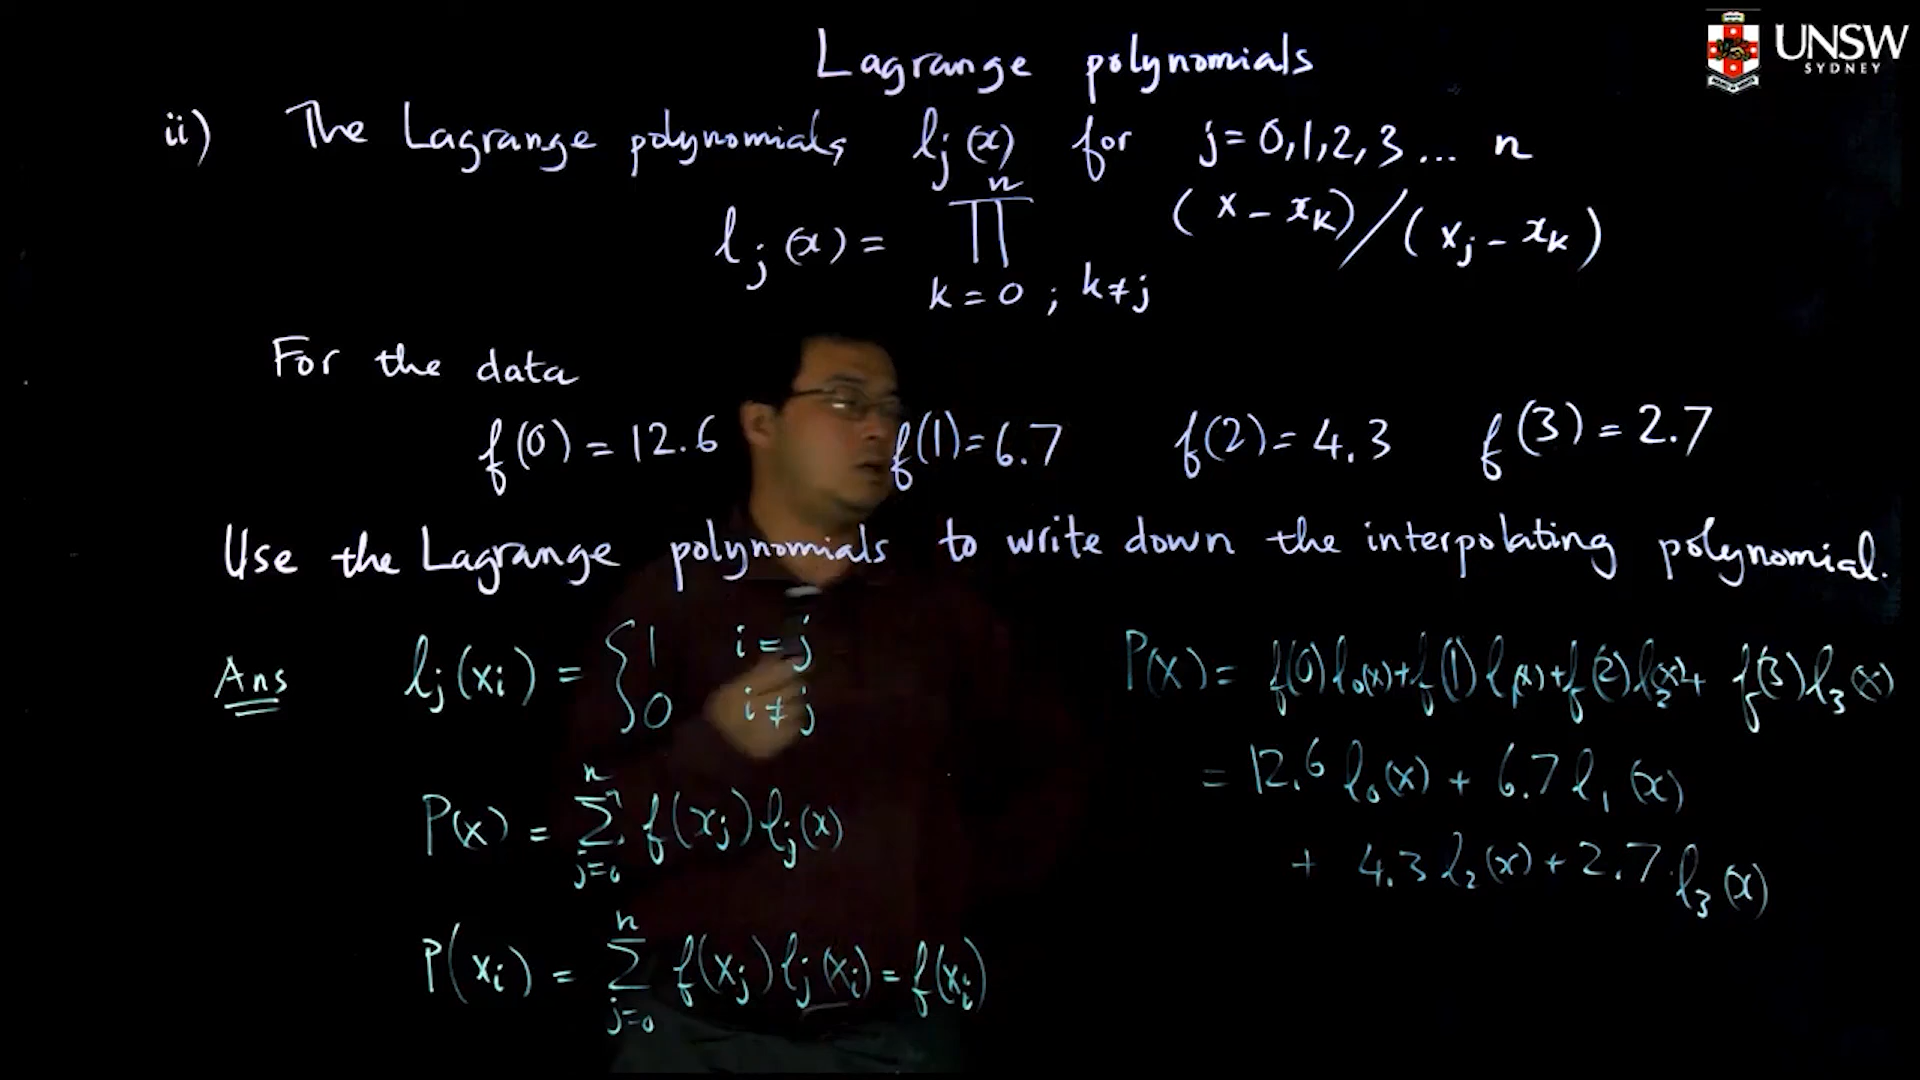 UNSW
SYDNEY
Lagrange polynomials
ii) The Lagrange polynomials lj(x) for j=0,1,2,3... n
lj(x) = ∏ n k=0; k≠j (x-xk)/(xj-xk)
For the data
f(0) = 12.6 f(1)=6.7 f(2)=4.3 f(3)=2.7
Use the Lagrange polynomials to write down the interpolating polynomial.
Ans lj(xi) = { 1 i=j
0 i≠j
P(x) = n Σ j=0 f(xj) lj(x)
P(xi) = n Σ j=0 f(xj) lj(xi) = f(xi)
P(x) = f(0)l0(x)+f(1)l1(x)+f(2)l2(x)+ f(3)l3(x)
= 12.6 l0(x) + 6.7 l1(x)
+ 4.3 l2(x) + 2.7 l3(x)